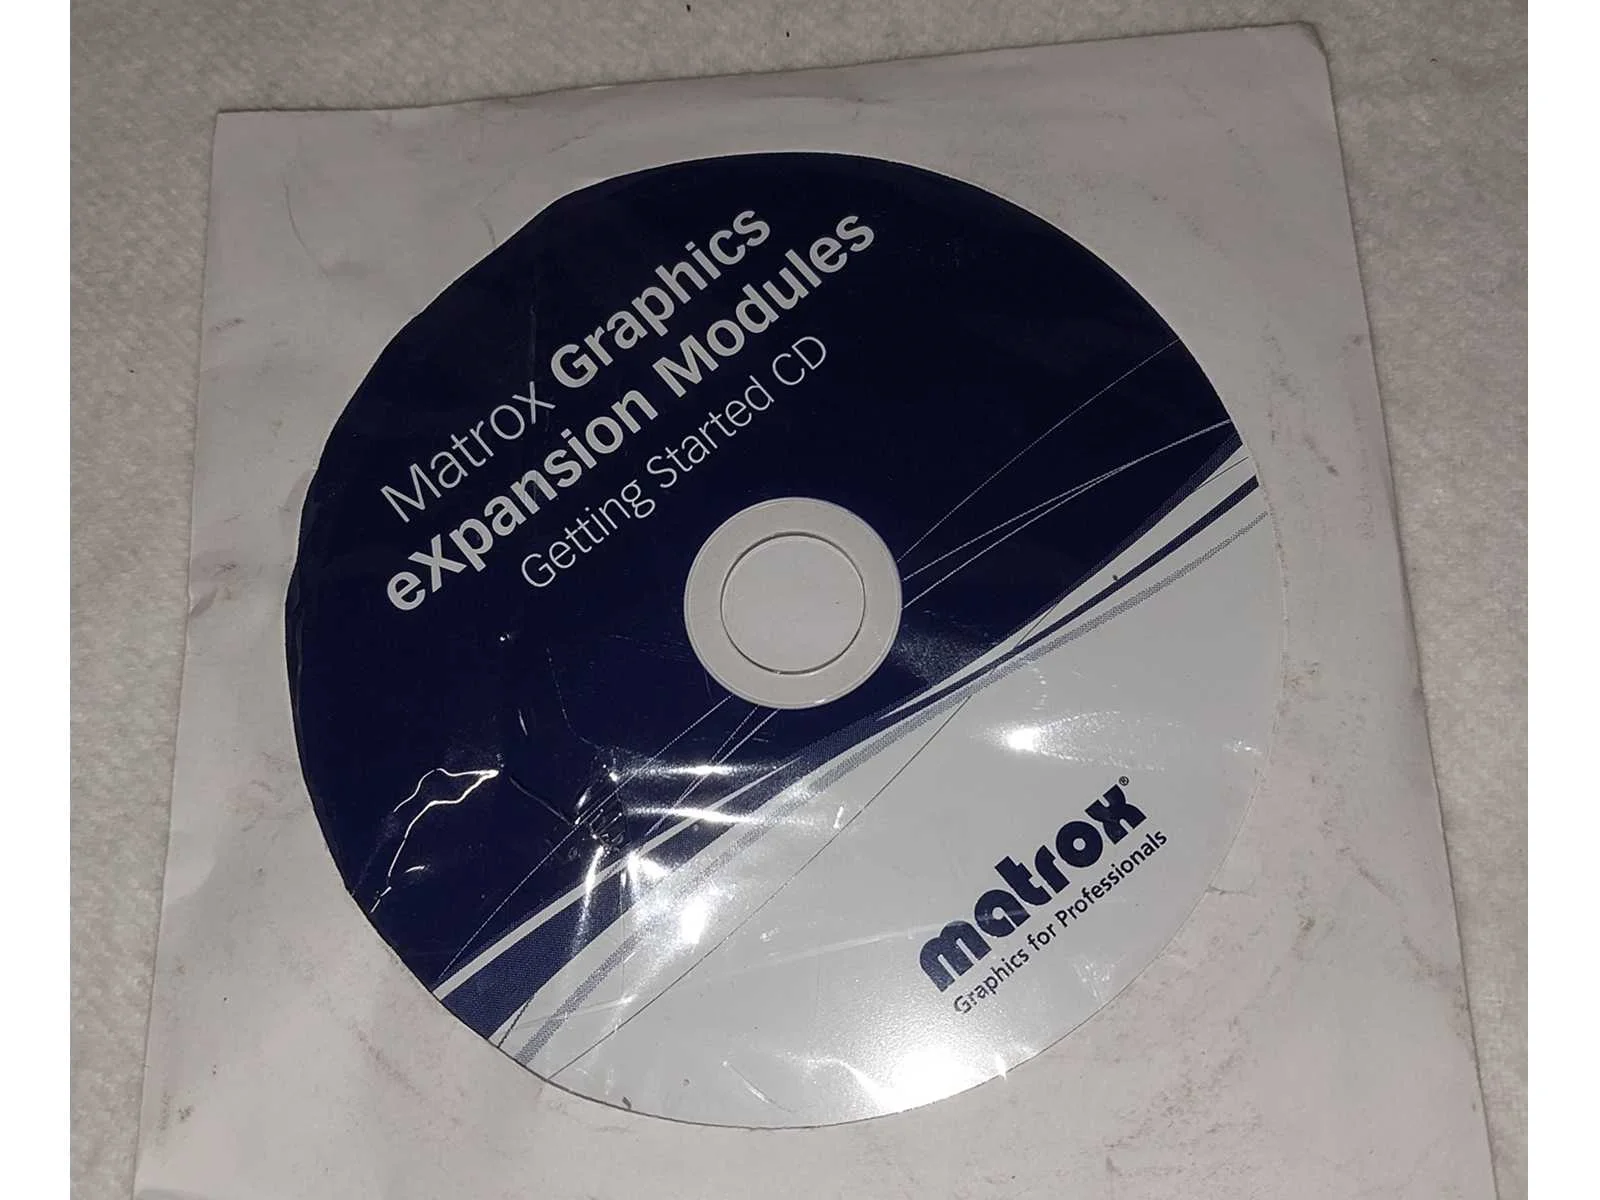 Matrox Graphics
eXpansion Modules
Getting Started CD
matrox®
Graphics for Professionals